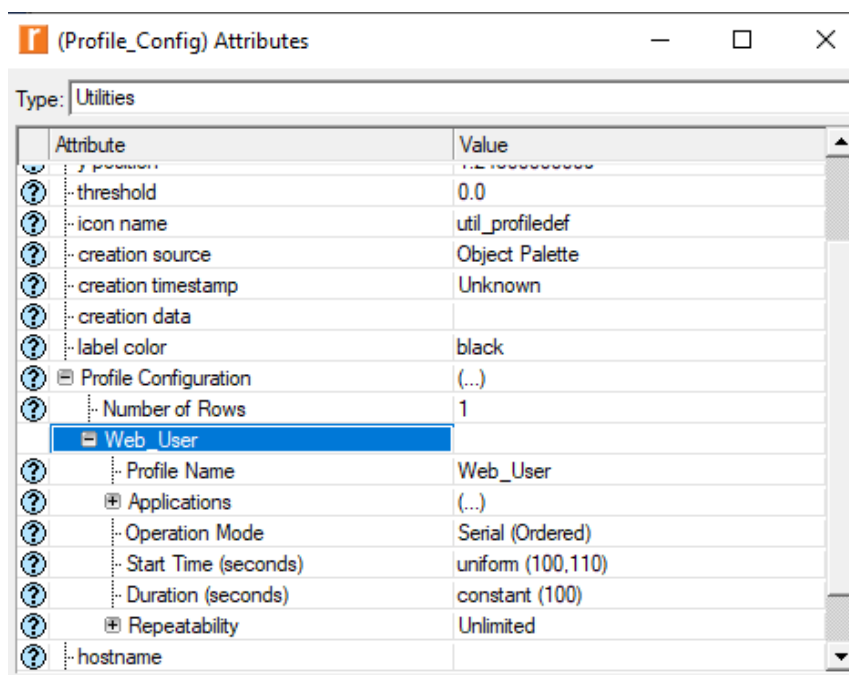 (Profile_Config) Attributes
Type: Utilities
Attribute Value
threshold 0.0
icon name util_profiledef
creation source Object Palette
creation timestamp Unknown
creation data
label color black
Profile Configuration (...)
Number of Rows 1
Web_User
Profile Name Web_User
Applications (...)
Operation Mode Serial (Ordered)
Start Time (seconds) uniform (100,110)
Duration (seconds) constant (100)
Repeatability Unlimited
hostname